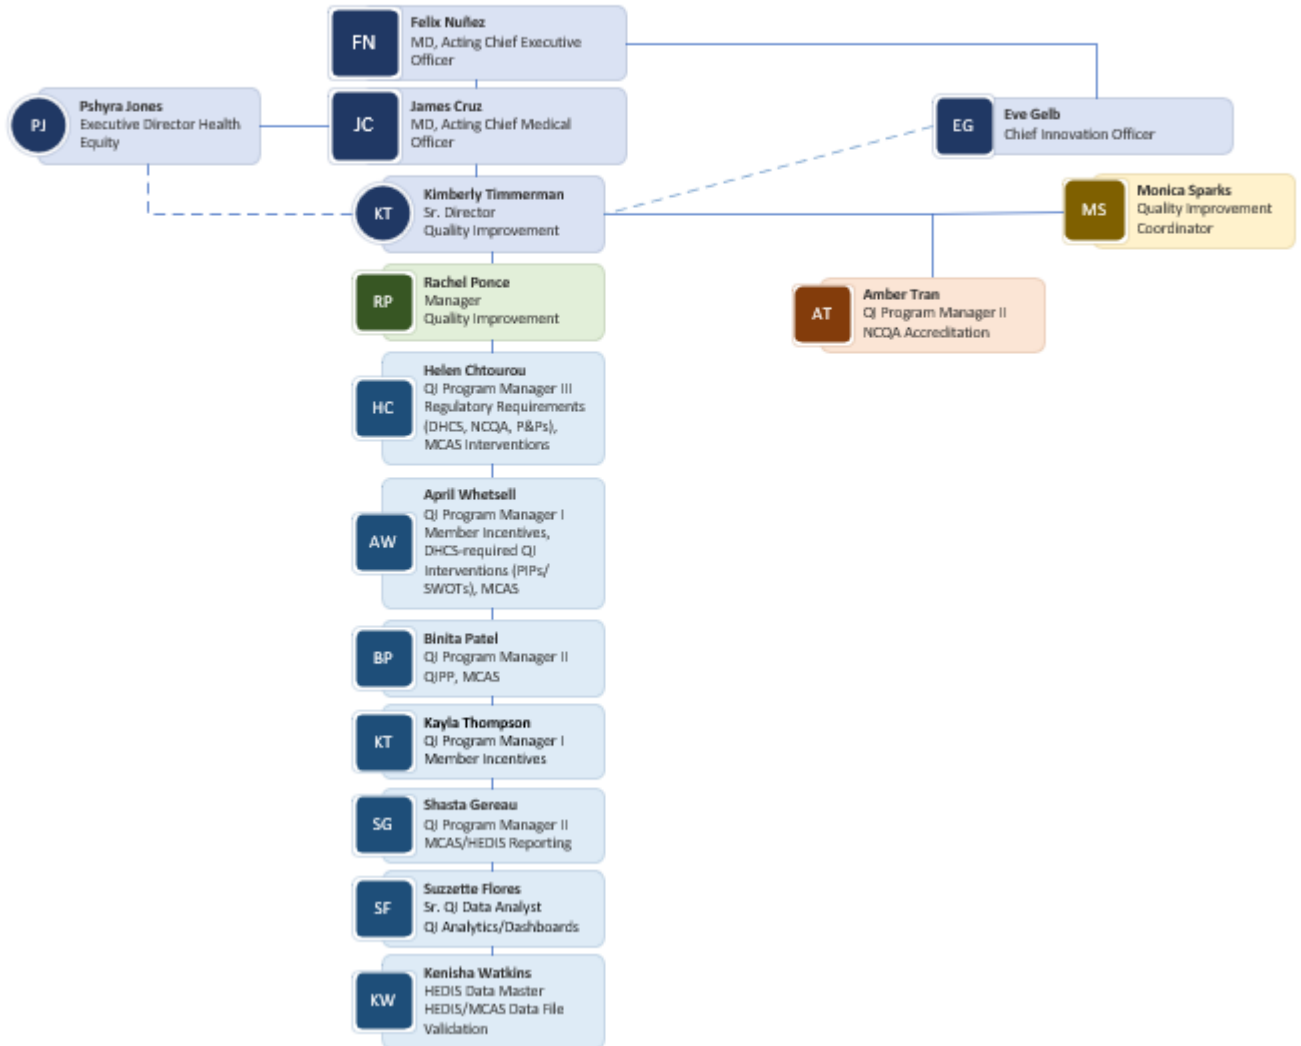 FN
Felix Nuñez
MD, Acting Chief Executive
Officer
PJ
Pshyra Jones
Executive Director Health
Equity
JC
James Cruz
MD, Acting Chief Medical
Officer
EG
Eve Gelb
Chief Innovation Officer
KT
Kimberly Timmerman
Sr. Director
Quality Improvement
MS
Monica Sparks
Quality Improvement
Coordinator
RP
Rachel Ponce
Manager
Quality Improvement
AT
Amber Tran
QI Program Manager II
NCQA Accreditation
HC
Helen Chtourou
QI Program Manager III
Regulatory Requirements
(DHCS, NCQA, P&Ps),
MCAS Interventions
AW
April Whetsell
QI Program Manager I
Member Incentives,
DHCS-required QI
Interventions (PIPs/
SWOTs), MCAS
BP
Binita Patel
QI Program Manager II
QIPP, MCAS
KT
Kayla Thompson
QI Program Manager I
Member Incentives
SG
Shasta Gereau
QI Program Manager II
MCAS/HEDIS Reporting
SF
Suzzette Flores
Sr. QI Data Analyst
QI Analytics/Dashboards
KW
Kenisha Watkins
HEDIS Data Master
HEDIS/MCAS Data File
Validation